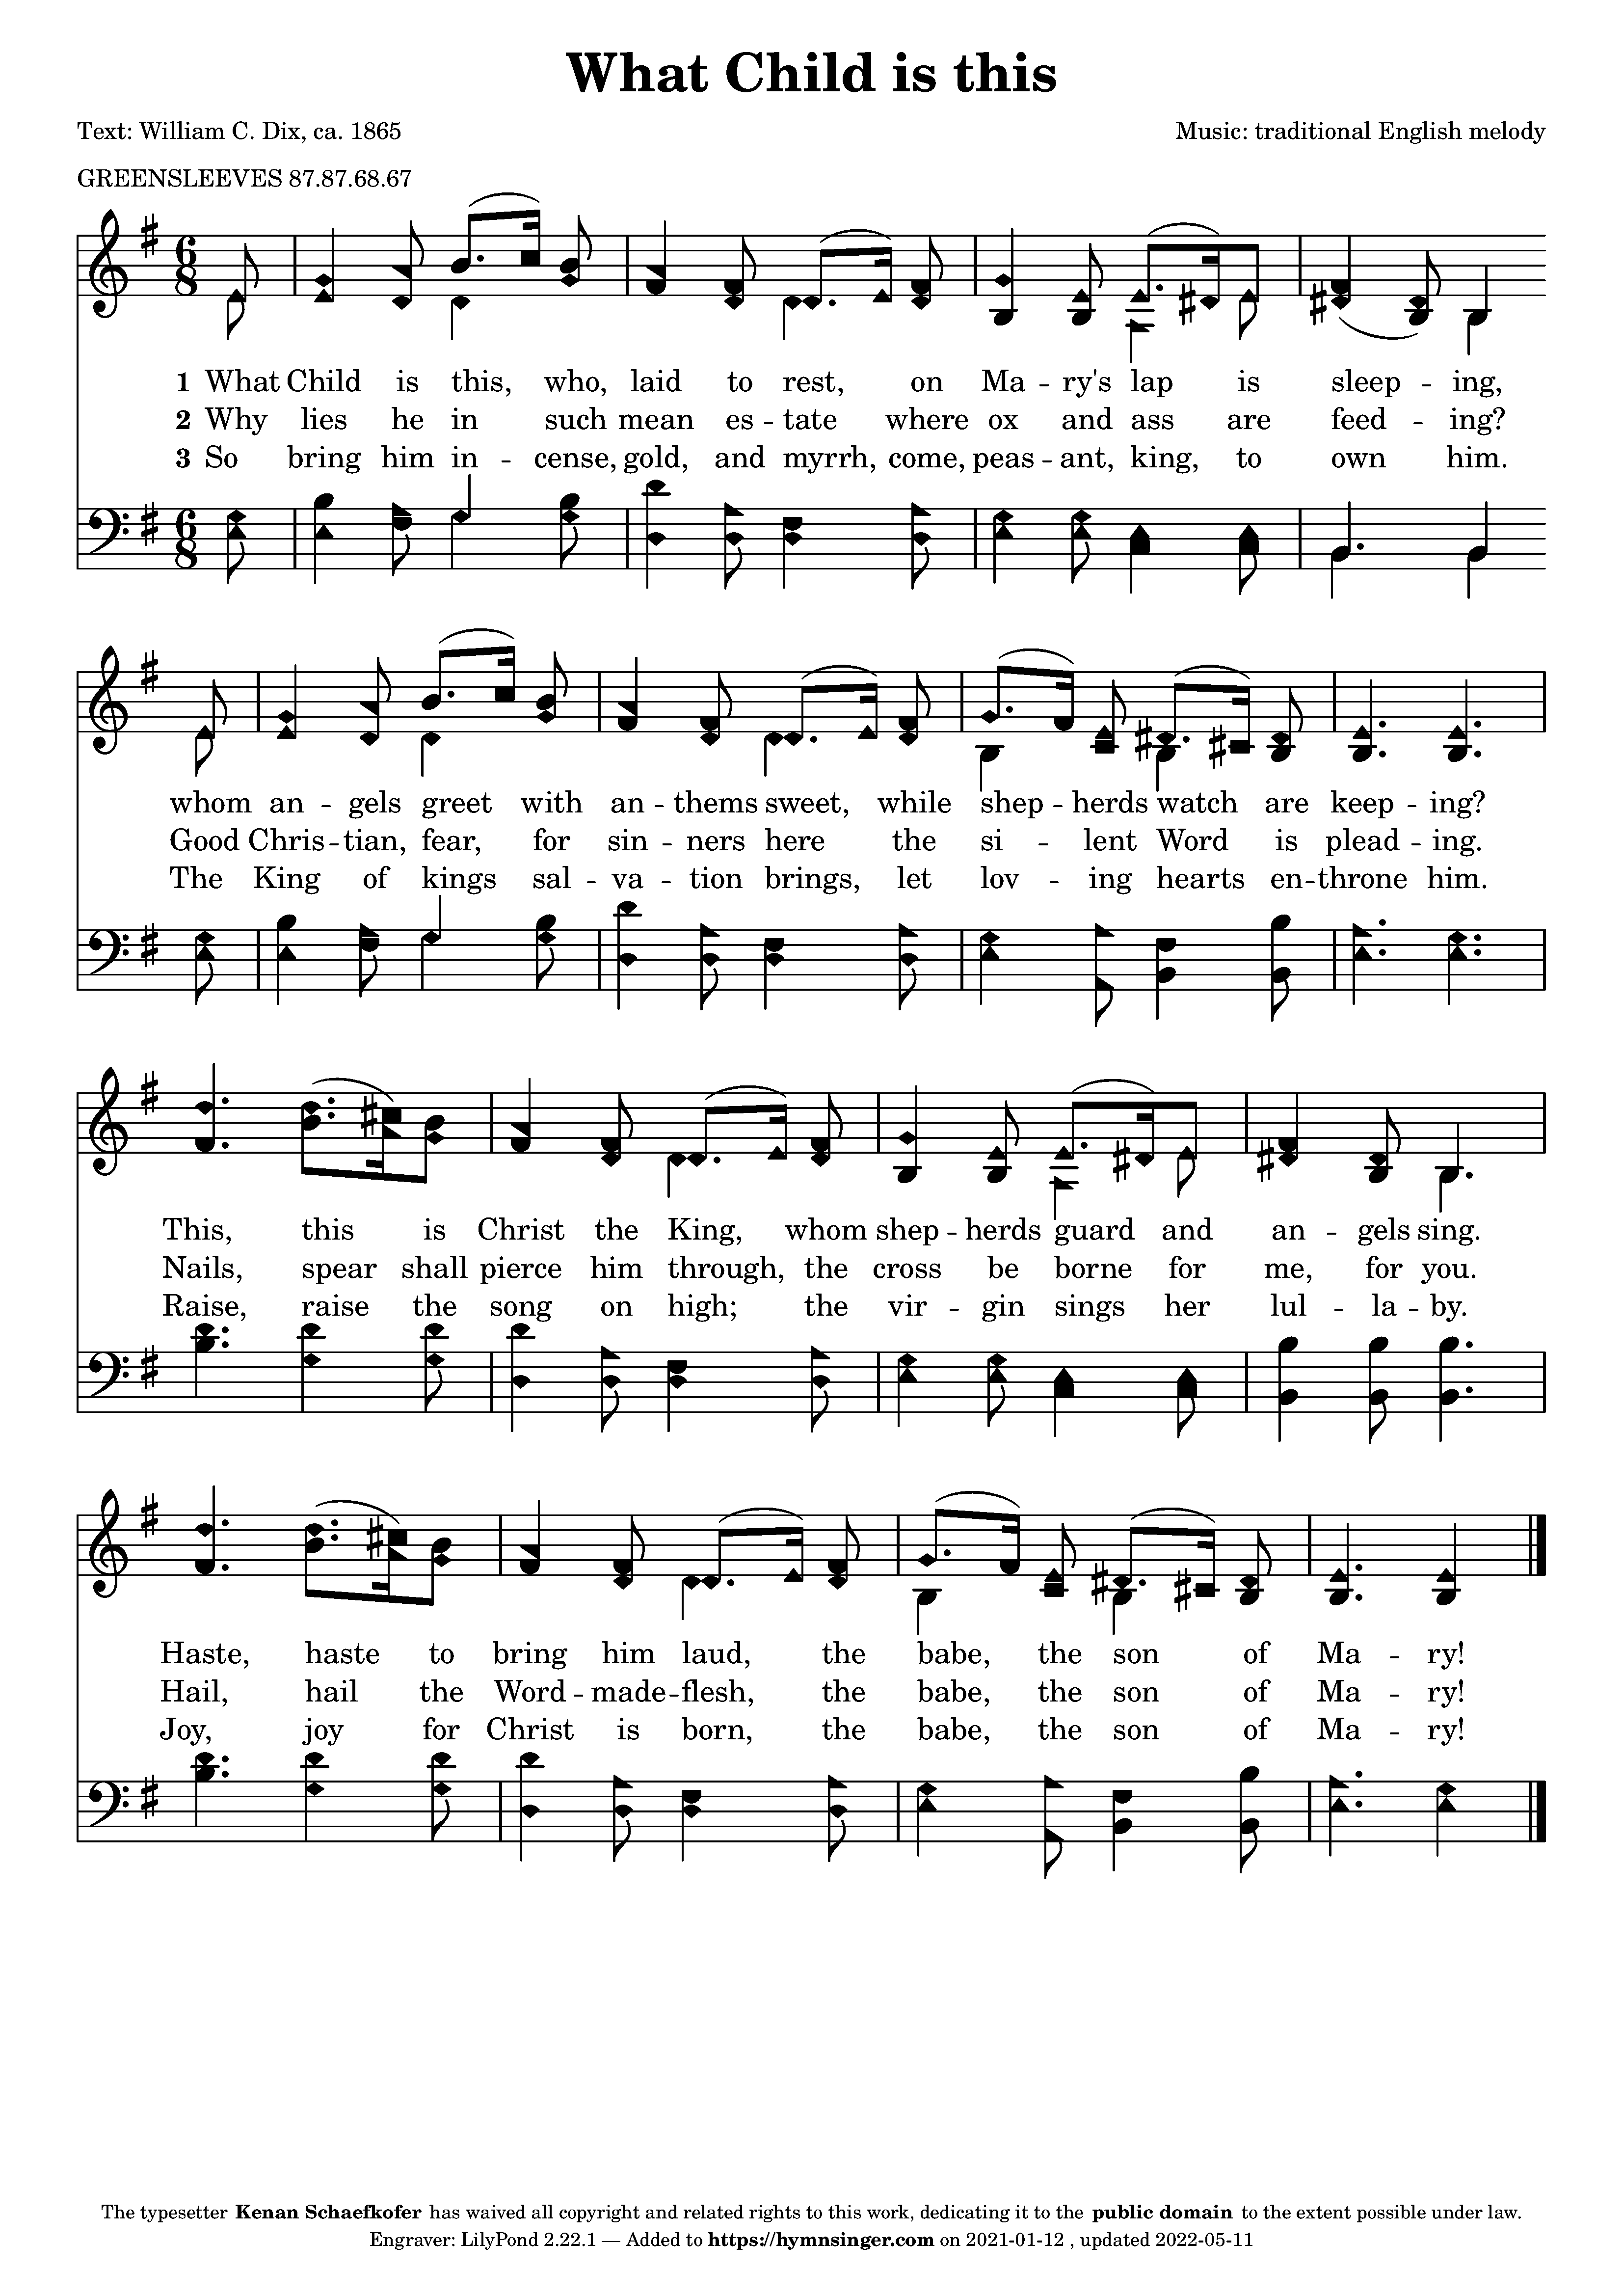 What Child is this
Text: William C. Dix, ca. 1865
Music: traditional English melody
GREENSLEEVES 87.87.68.67
6
8
1 What Child is this, who, laid to rest, on Ma -- ry's lap is sleep -- ing,
2 Why lies he in such mean es -- tate where ox and ass are feed -- ing?
3 So bring him in -- cense, gold, and myrrh, come, peas -- ant, king, to own him.
6
8
whom an -- gels greet with an -- thems sweet, while shep -- herds watch are keep -- ing?
Good Chris -- tian, fear, for sin -- ners here the si -- lent Word is plead -- ing.
The King of kings sal -- va -- tion brings, let lov -- ing hearts en -- throne him.
This, this is Christ the King, whom shep -- herds guard and an -- gels sing.
Nails, spear shall pierce him through, the cross be borne for me, for you.
Raise, raise the song on high; the vir -- gin sings her lul -- la -- by.
Haste, haste to bring him laud, the babe, the son of Ma -- ry!
Hail, hail the Word -- made -- flesh, the babe, the son of Ma -- ry!
Joy, joy for Christ is born, the babe, the son of Ma -- ry!
The typesetter Kenan Schaefkofer has waived all copyright and related rights to this work, dedicating it to the public domain to the extent possible under law.
Engraver: LilyPond 2.22.1 — Added to https://hymnsinger.com on 2021-01-12 , updated 2022-05-11